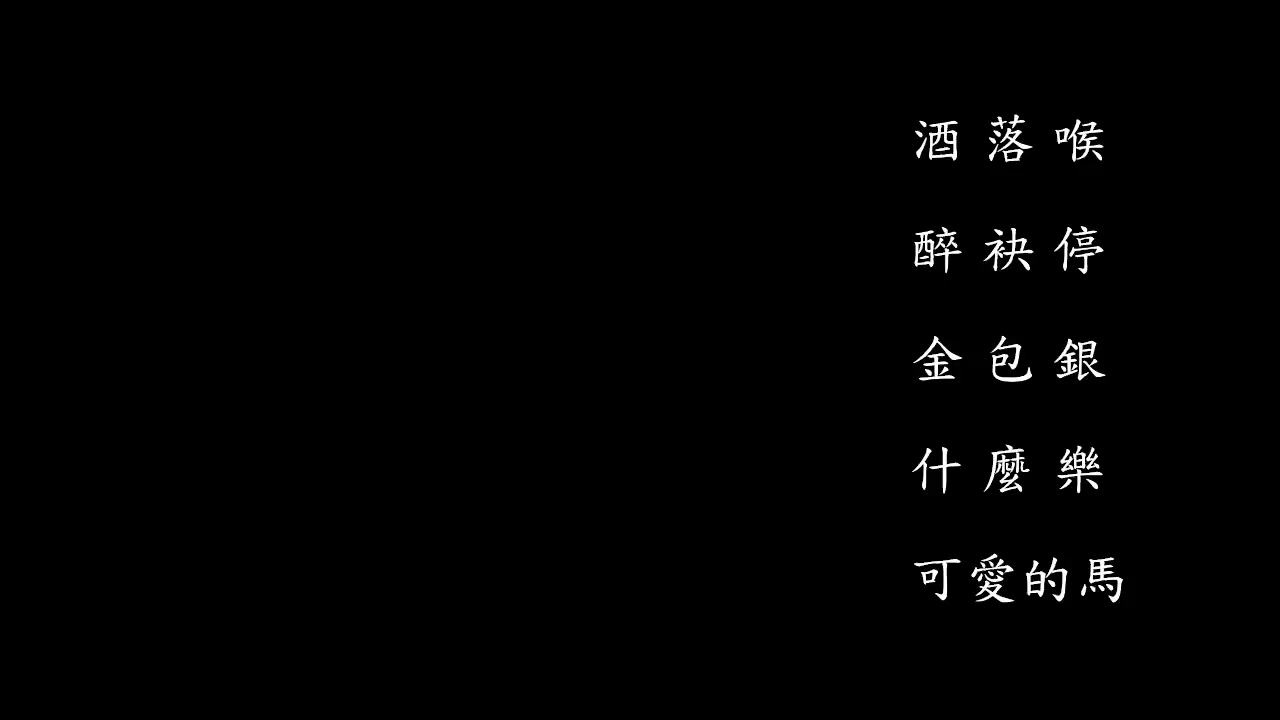 酒落喉
醉袂停
金包銀
什麼樂
可愛的馬